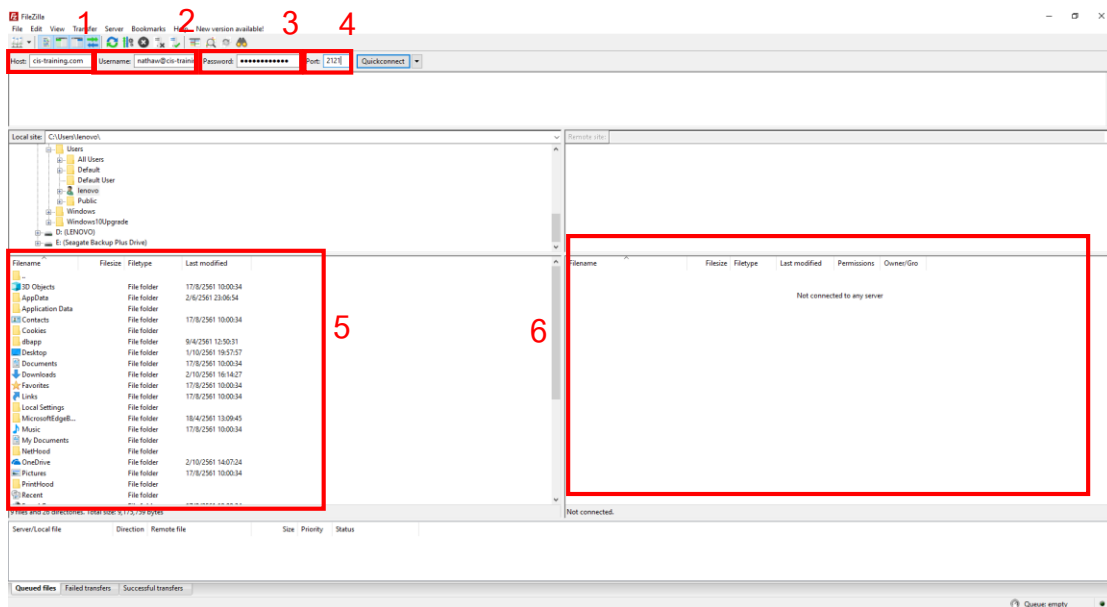 FileZilla
File Edit View Transfer Server Bookmarks Help New version available!
1 2 3 4
Host: cis-training.com Username: nathaw@cis-traini Password: •••••••••••• Port: 2121 Quickconnect
Local site: C:\Users\lenovo\
Remote site:
Users
All Users
Default
Default User
lenovo
Public
Windows
Windows10Upgrade
D: (LENOVO)
E: (Seagate Backup Plus Drive)
Filename Filesize Filetype Last modified
..
3D Objects File folder 17/8/2561 10:00:34
AppData File folder 2/6/2561 23:06:54
Application Data File folder
Contacts File folder 17/8/2561 10:00:34
Cookies File folder
dbapp File folder 9/4/2561 12:50:31
Desktop File folder 1/10/2561 19:57:57
Documents File folder 17/8/2561 10:00:34
Downloads File folder 2/10/2561 16:14:27
Favorites File folder 17/8/2561 10:00:34
Links File folder 17/8/2561 10:00:34
Local Settings File folder
MicrosoftEdgeB... File folder 18/4/2561 13:09:45
Music File folder 17/8/2561 10:00:34
My Documents File folder
NetHood File folder
OneDrive File folder 2/10/2561 14:07:24
Pictures File folder 17/8/2561 10:00:34
PrintHood File folder
Recent File folder
5
6
Filename Filesize Filetype Last modified Permissions Owner/Gro
Not connected to any server
9 files and 28 directories. Total size: 9,173,759 bytes
Not connected.
Server/Local file Direction Remote file Size Priority Status
Queued files Failed transfers Successful transfers
Queue: empty